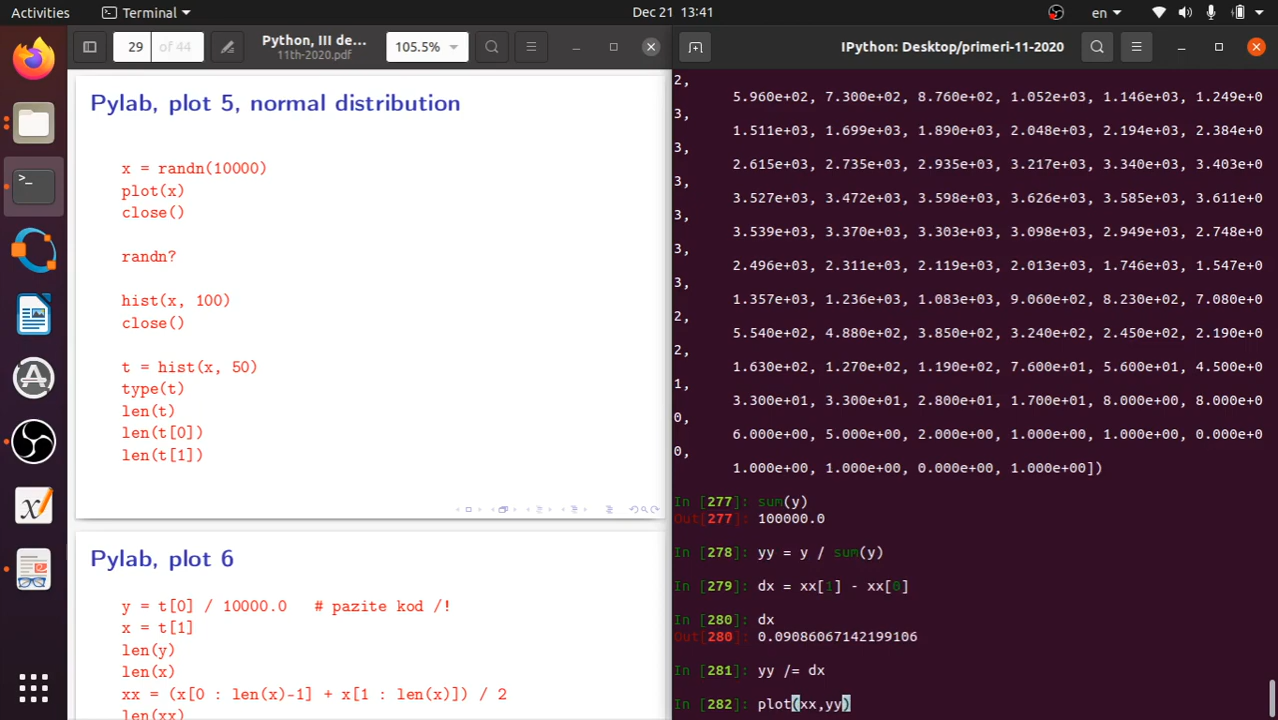 Activities
Terminal
Dec 21 13:41
en
29 of 44
Python, III de...
11th-2020.pdf
105.5%
IPython: Desktop/primeri-11-2020
Pylab, plot 5, normal distribution
x = randn(10000)
plot(x)
close()
randn?
hist(x, 100)
close()
t = hist(x, 50)
type(t)
len(t)
len(t[0])
len(t[1])
Pylab, plot 6
y = t[0] / 10000.0 # pazite kod /!
x = t[1]
len(y)
len(x)
xx = (x[0 : len(x)-1] + x[1 : len(x)]) / 2
len(xx)
2,
5.960e+02, 7.300e+02, 8.760e+02, 1.052e+03, 1.146e+03, 1.249e+0
3,
1.511e+03, 1.699e+03, 1.890e+03, 2.048e+03, 2.194e+03, 2.384e+0
3,
2.615e+03, 2.735e+03, 2.935e+03, 3.217e+03, 3.340e+03, 3.403e+0
3,
3.527e+03, 3.472e+03, 3.598e+03, 3.626e+03, 3.585e+03, 3.611e+0
3,
3.539e+03, 3.370e+03, 3.303e+03, 3.098e+03, 2.949e+03, 2.748e+0
3,
2.496e+03, 2.311e+03, 2.119e+03, 2.013e+03, 1.746e+03, 1.547e+0
3,
1.357e+03, 1.236e+03, 1.083e+03, 9.060e+02, 8.230e+02, 7.080e+0
2,
5.540e+02, 4.880e+02, 3.850e+02, 3.240e+02, 2.450e+02, 2.190e+0
2,
1.630e+02, 1.270e+02, 1.190e+02, 7.600e+01, 5.600e+01, 4.500e+0
1,
3.300e+01, 3.300e+01, 2.800e+01, 1.700e+01, 8.000e+00, 8.000e+0
0,
6.000e+00, 5.000e+00, 2.000e+00, 1.000e+00, 1.000e+00, 0.000e+0
0,
1.000e+00, 1.000e+00, 0.000e+00, 1.000e+00])
In [277]: sum(y)
Out[277]: 100000.0
In [278]: yy = y / sum(y)
In [279]: dx = xx[1] - xx[0]
In [280]: dx
Out[280]: 0.09086067142199106
In [281]: yy /= dx
In [282]: plot(xx,yy)